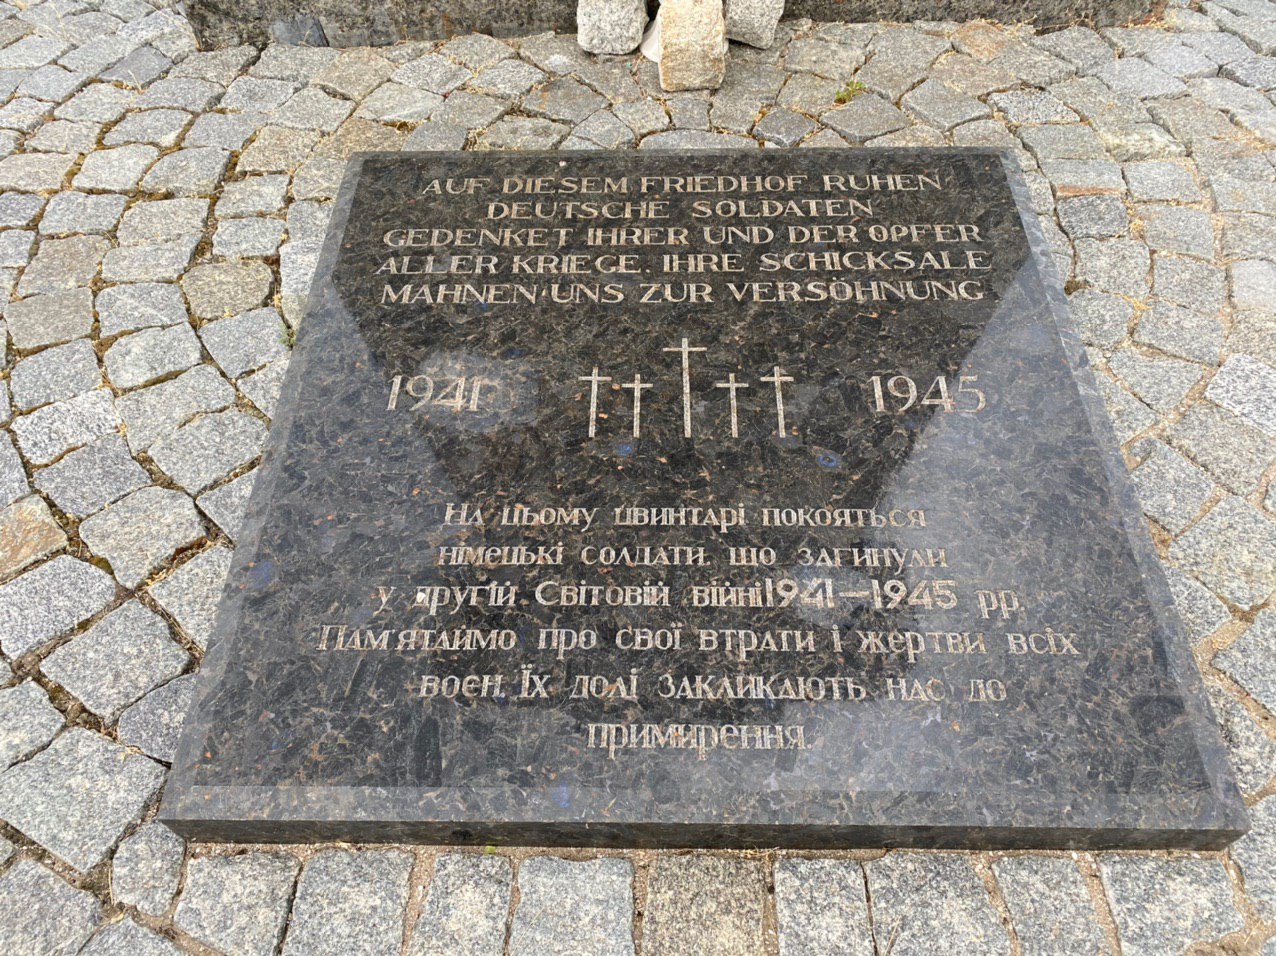 AUF DIESEM FRIEDHOF RUHEN
DEUTSCHE SOLDATEN
GEDENKET IHRER UND DER OPFER
ALLER KRIEGE.IHRE SCHICKSALE
MAHNEN UNS ZUR VERSÖHNUNG
1941 1945
На цьому цвинтарі покояться
німецькі солдати, що загинули
у Другій Світовій війні 1941–1945 рр.
Пам'ятаймо про свої втрати і жертви всіх
воєн. Їх долі закликають нас до
примирення.